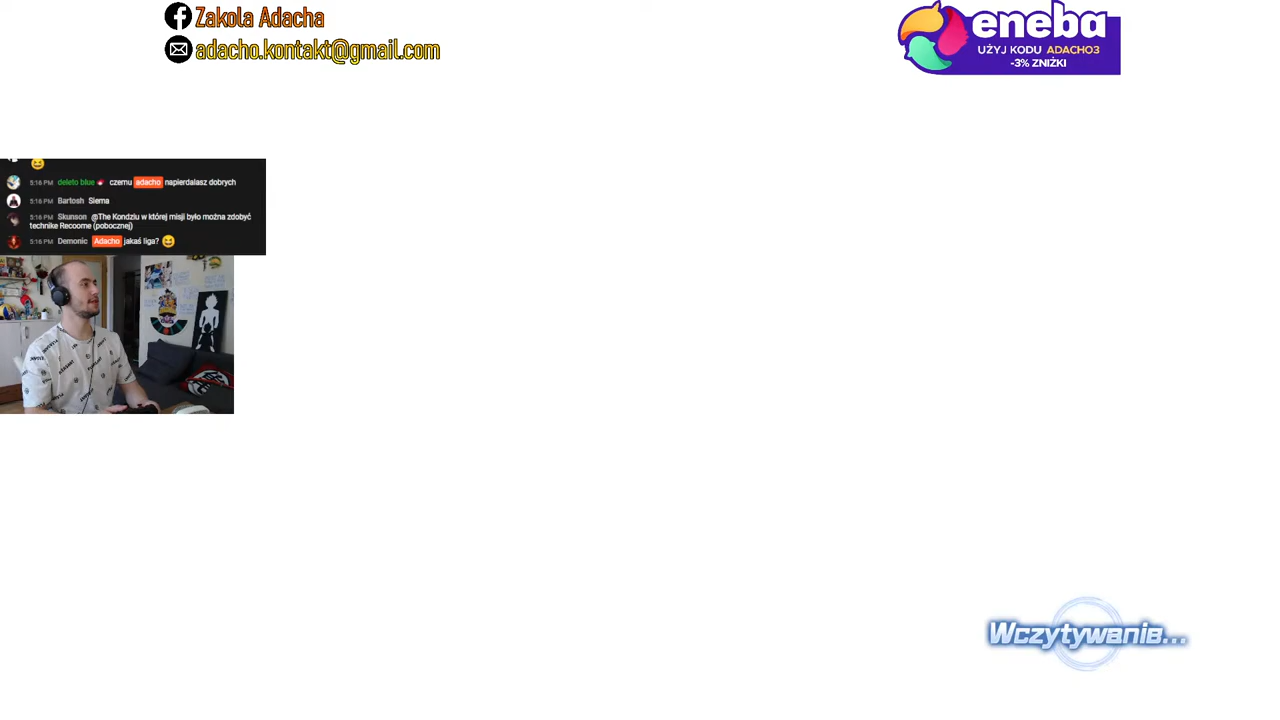 Zakola Adacha
adacho.kontakt@gmail.com
eneba
UŻYJ KODU ADACHO3
-3% ZNIŻKI
5:16 PM deleto blue czemu adacho napierdalasz dobrych
5:16 PM Bartosh Siema
5:16 PM Skunson @The Kondziu w której misji było można zdobyć
technike Recoome (pobocznej)
5:16 PM Demonic Adacho jakaś liga?
Wczytywanie...